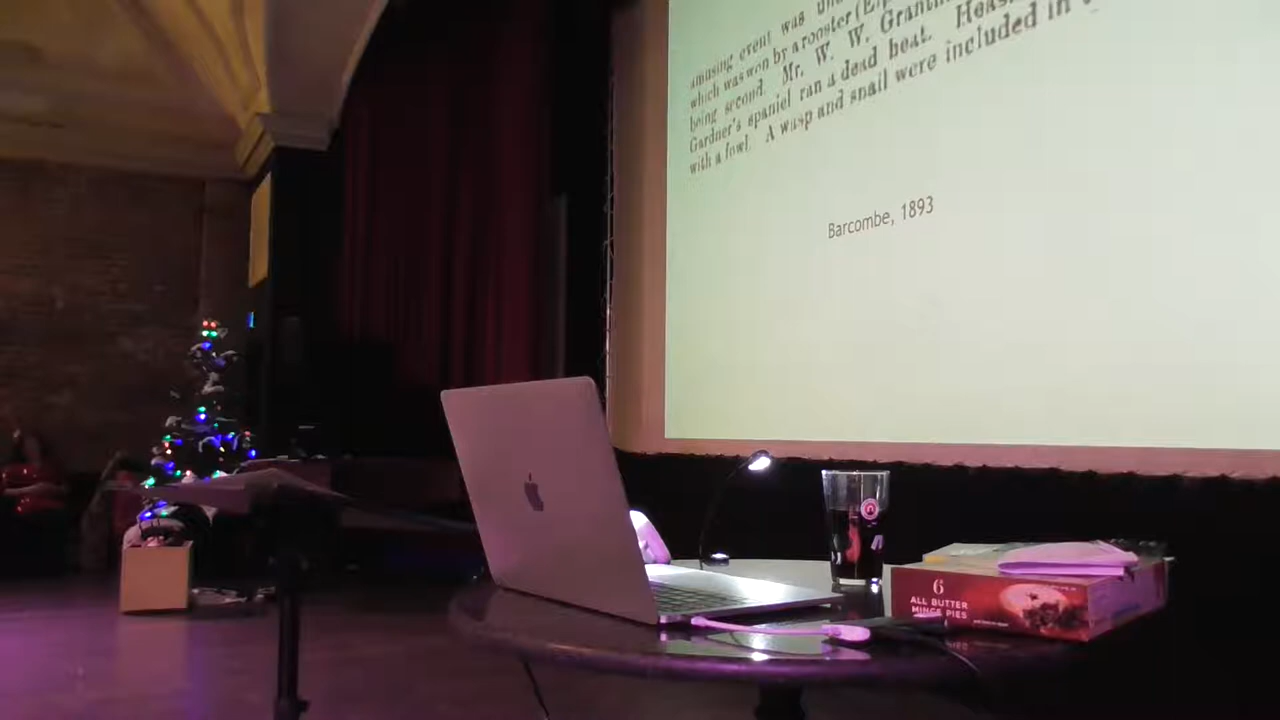 amusing event was
which was won by a rooster
being second. Mr. W. W.
Gardner's spaniel ran a dead heat.
with a fowl. A wasp and snail were included in
Barcombe, 1893
6
ALL BUTTER
MINCE PIES